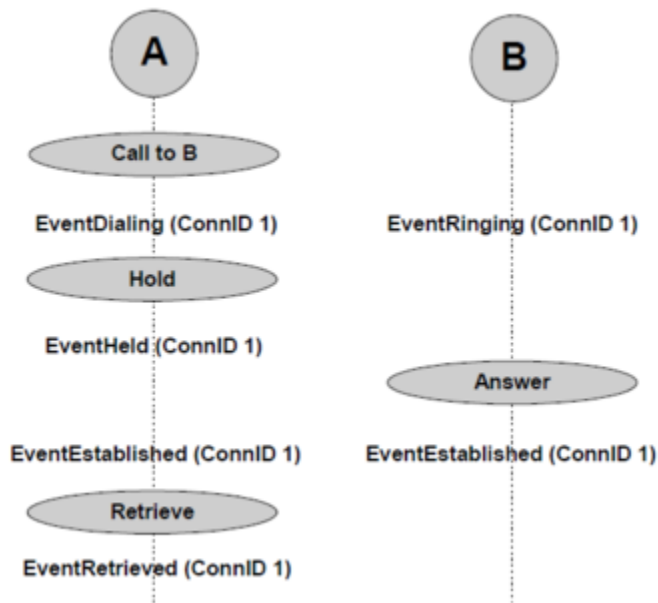 A
B
Call to B
EventDialing (ConnID 1)
EventRinging (ConnID 1)
Hold
EventHeld (ConnID 1)
Answer
EventEstablished (ConnID 1)
EventEstablished (ConnID 1)
Retrieve
EventRetrieved (ConnID 1)